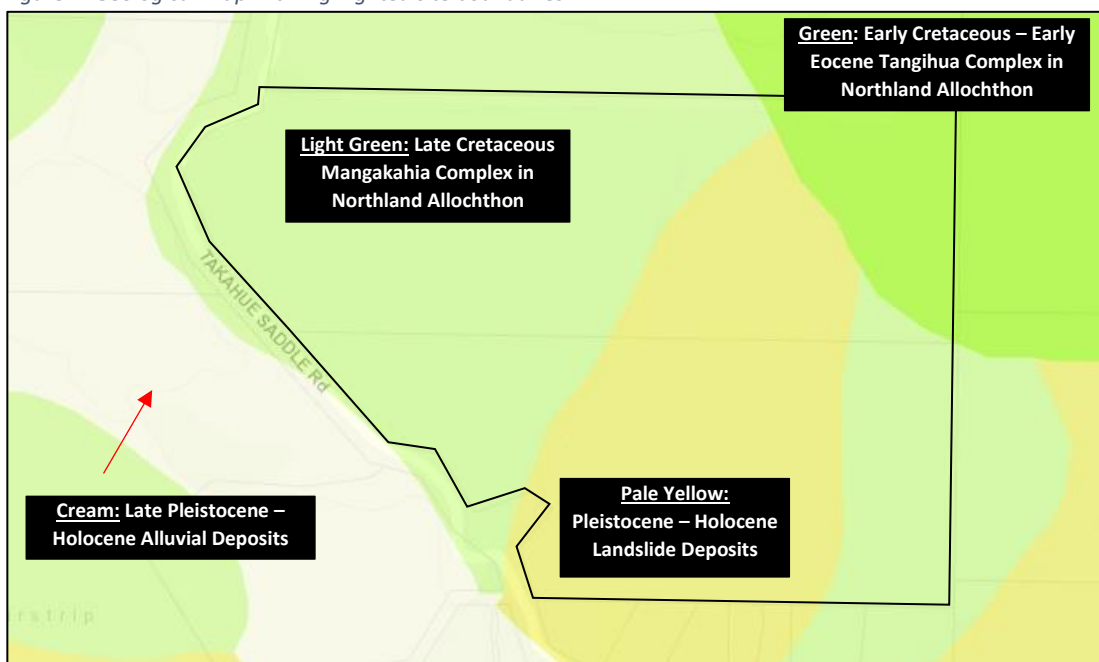 Green: Early Cretaceous – Early
Eocene Tangihua Complex in
Northland Allochthon
Light Green: Late Cretaceous
Mangakahia Complex in
Northland Allochthon
TAKAHUE SADDLE Rd
Pale Yellow:
Pleistocene – Holocene
Landslide Deposits
Cream: Late Pleistocene –
Holocene Alluvial Deposits